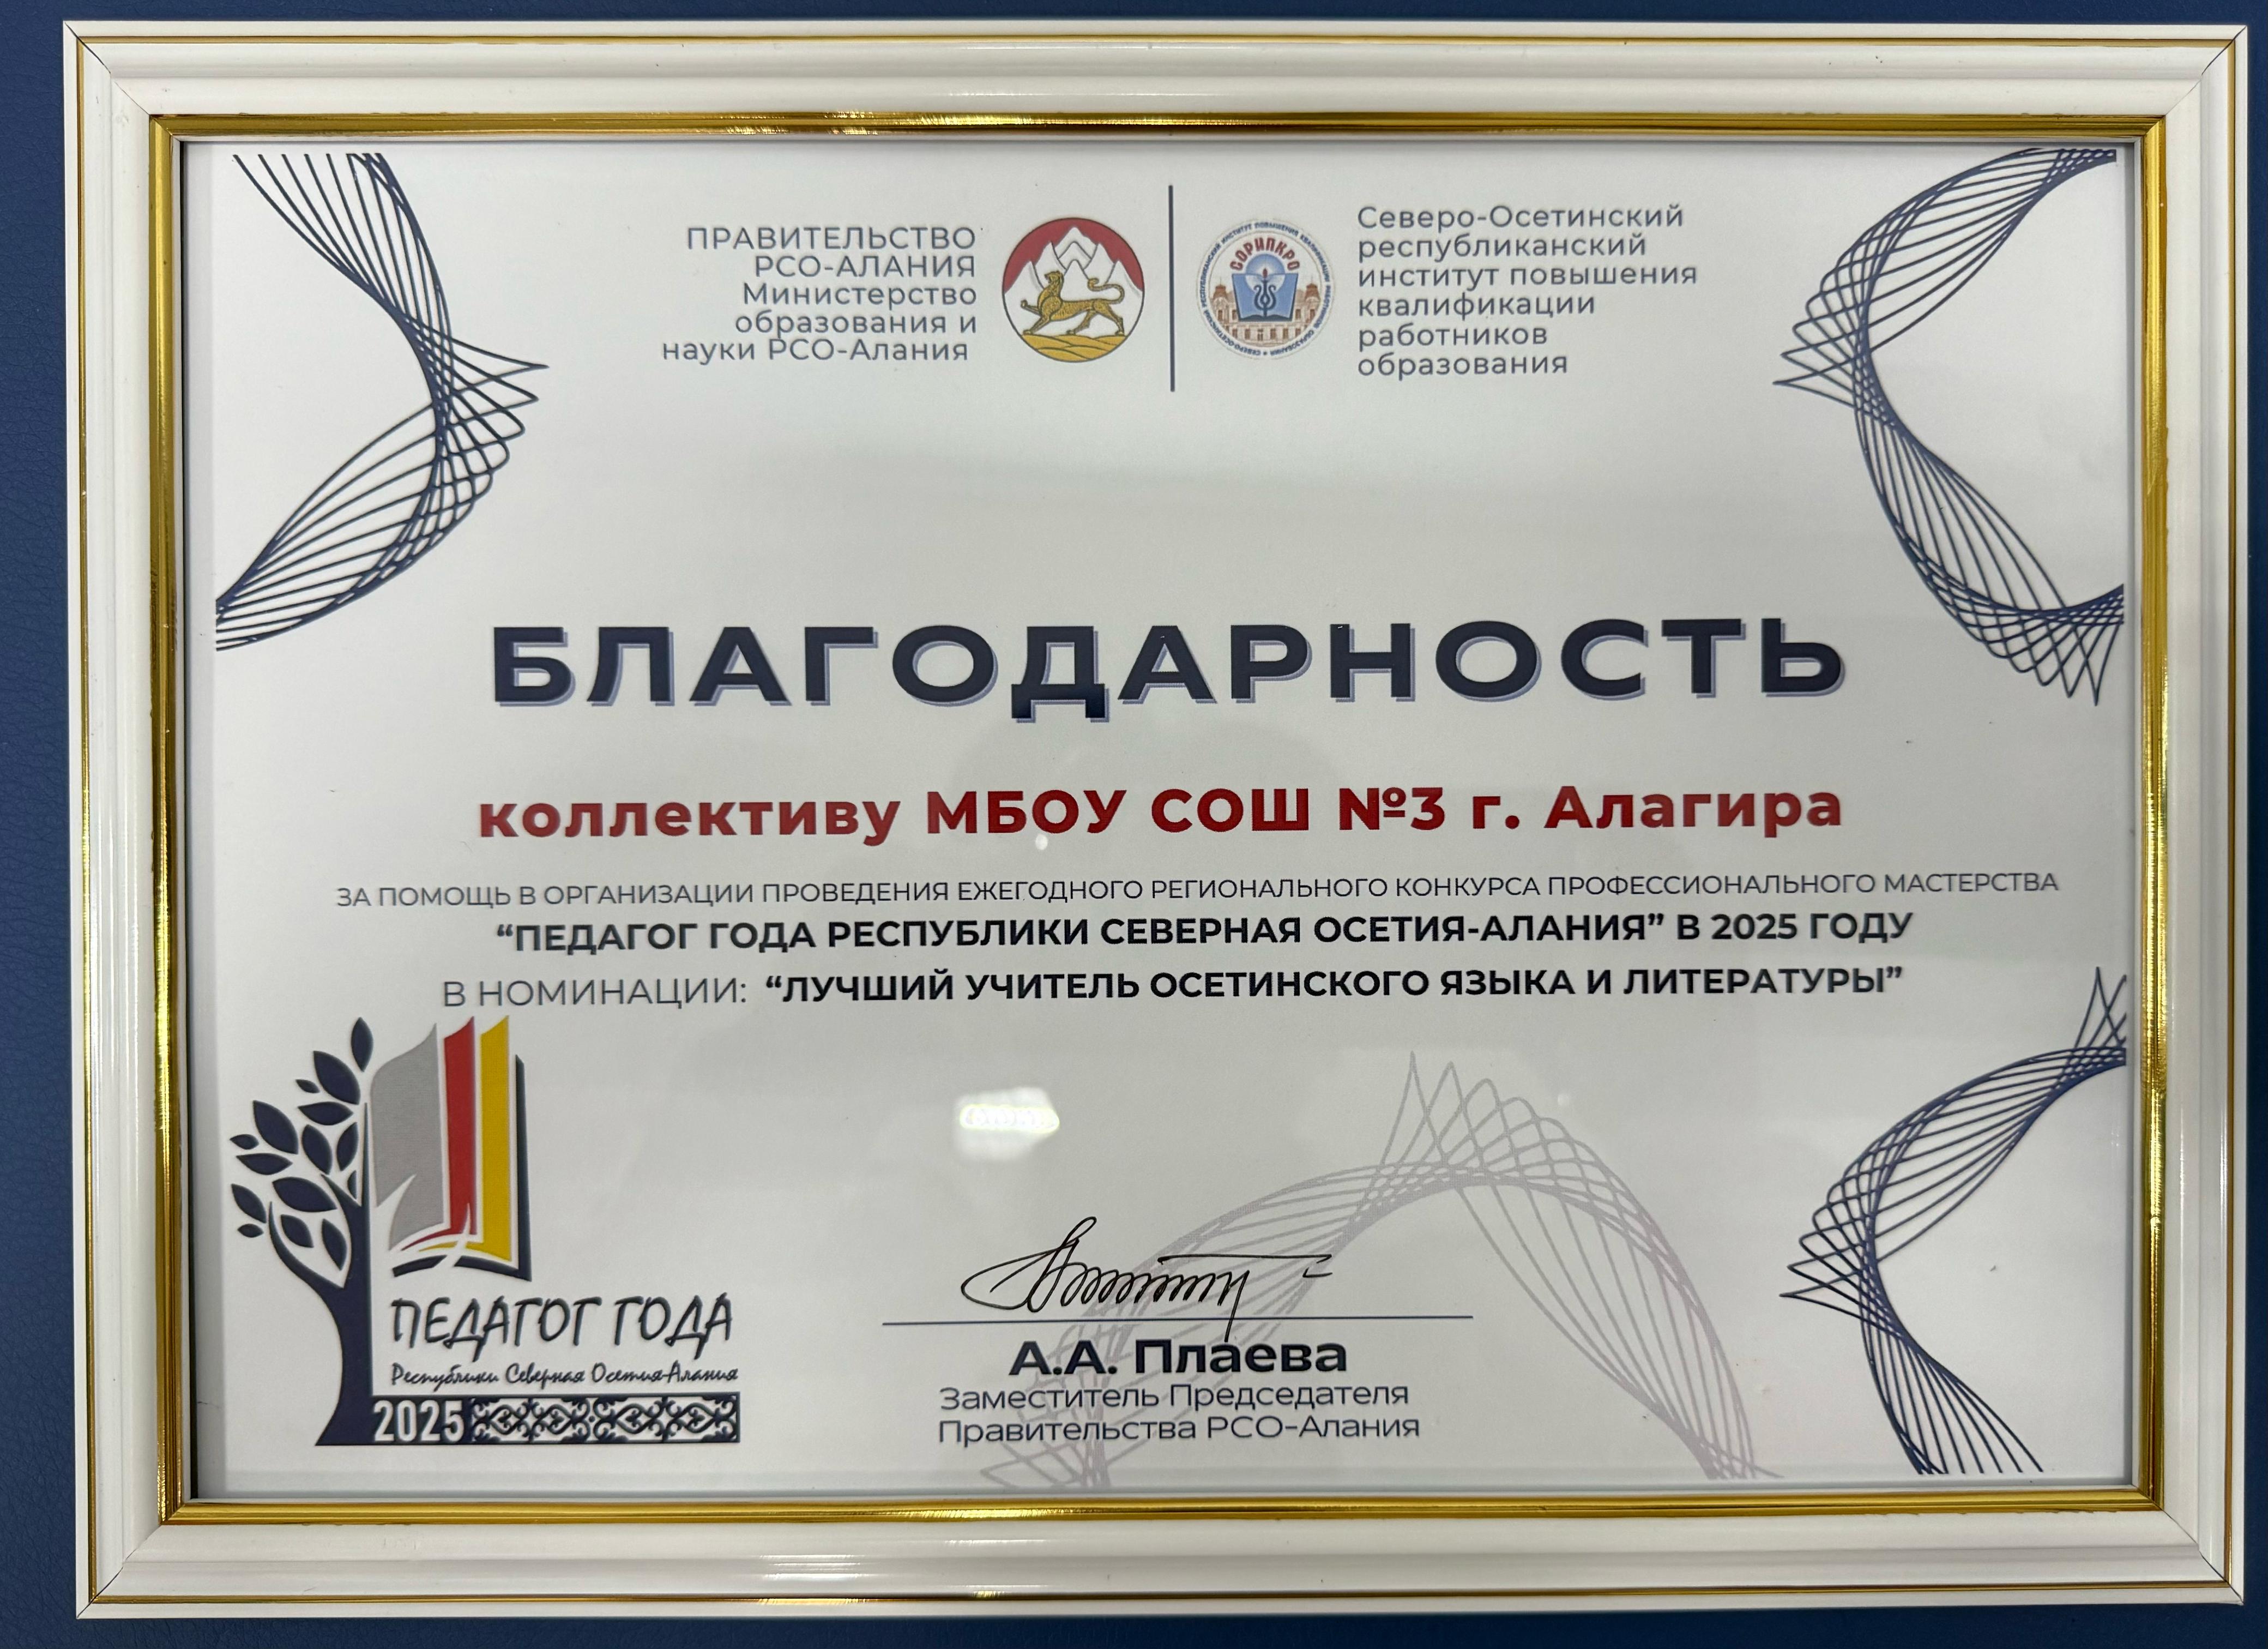 ПРАВИТЕЛЬСТВО
РСО-АЛАНИЯ
Министерство
образования и
науки РСО-Алания
СОРИПКРО
Северо-Осетинский
республиканский
институт повышения
квалификации
работников
образования
БЛАГОДАРНОСТЬ
коллективу МБОУ СОШ №3 г. Алагира
ЗА ПОМОЩЬ В ОРГАНИЗАЦИИ ПРОВЕДЕНИЯ ЕЖЕГОДНОГО РЕГИОНАЛЬНОГО КОНКУРСА ПРОФЕССИОНАЛЬНОГО МАСТЕРСТВА
“ПЕДАГОГ ГОДА РЕСПУБЛИКИ СЕВЕРНАЯ ОСЕТИЯ-АЛАНИЯ” В 2025 ГОДУ
В НОМИНАЦИИ: “ЛУЧШИЙ УЧИТЕЛЬ ОСЕТИНСКОГО ЯЗЫКА И ЛИТЕРАТУРЫ”
ПЕДАГОГ ГОДА
Республики Северная Осетия-Алания
2025
А.А. Плаева
Заместитель Председателя
Правительства РСО-Алания